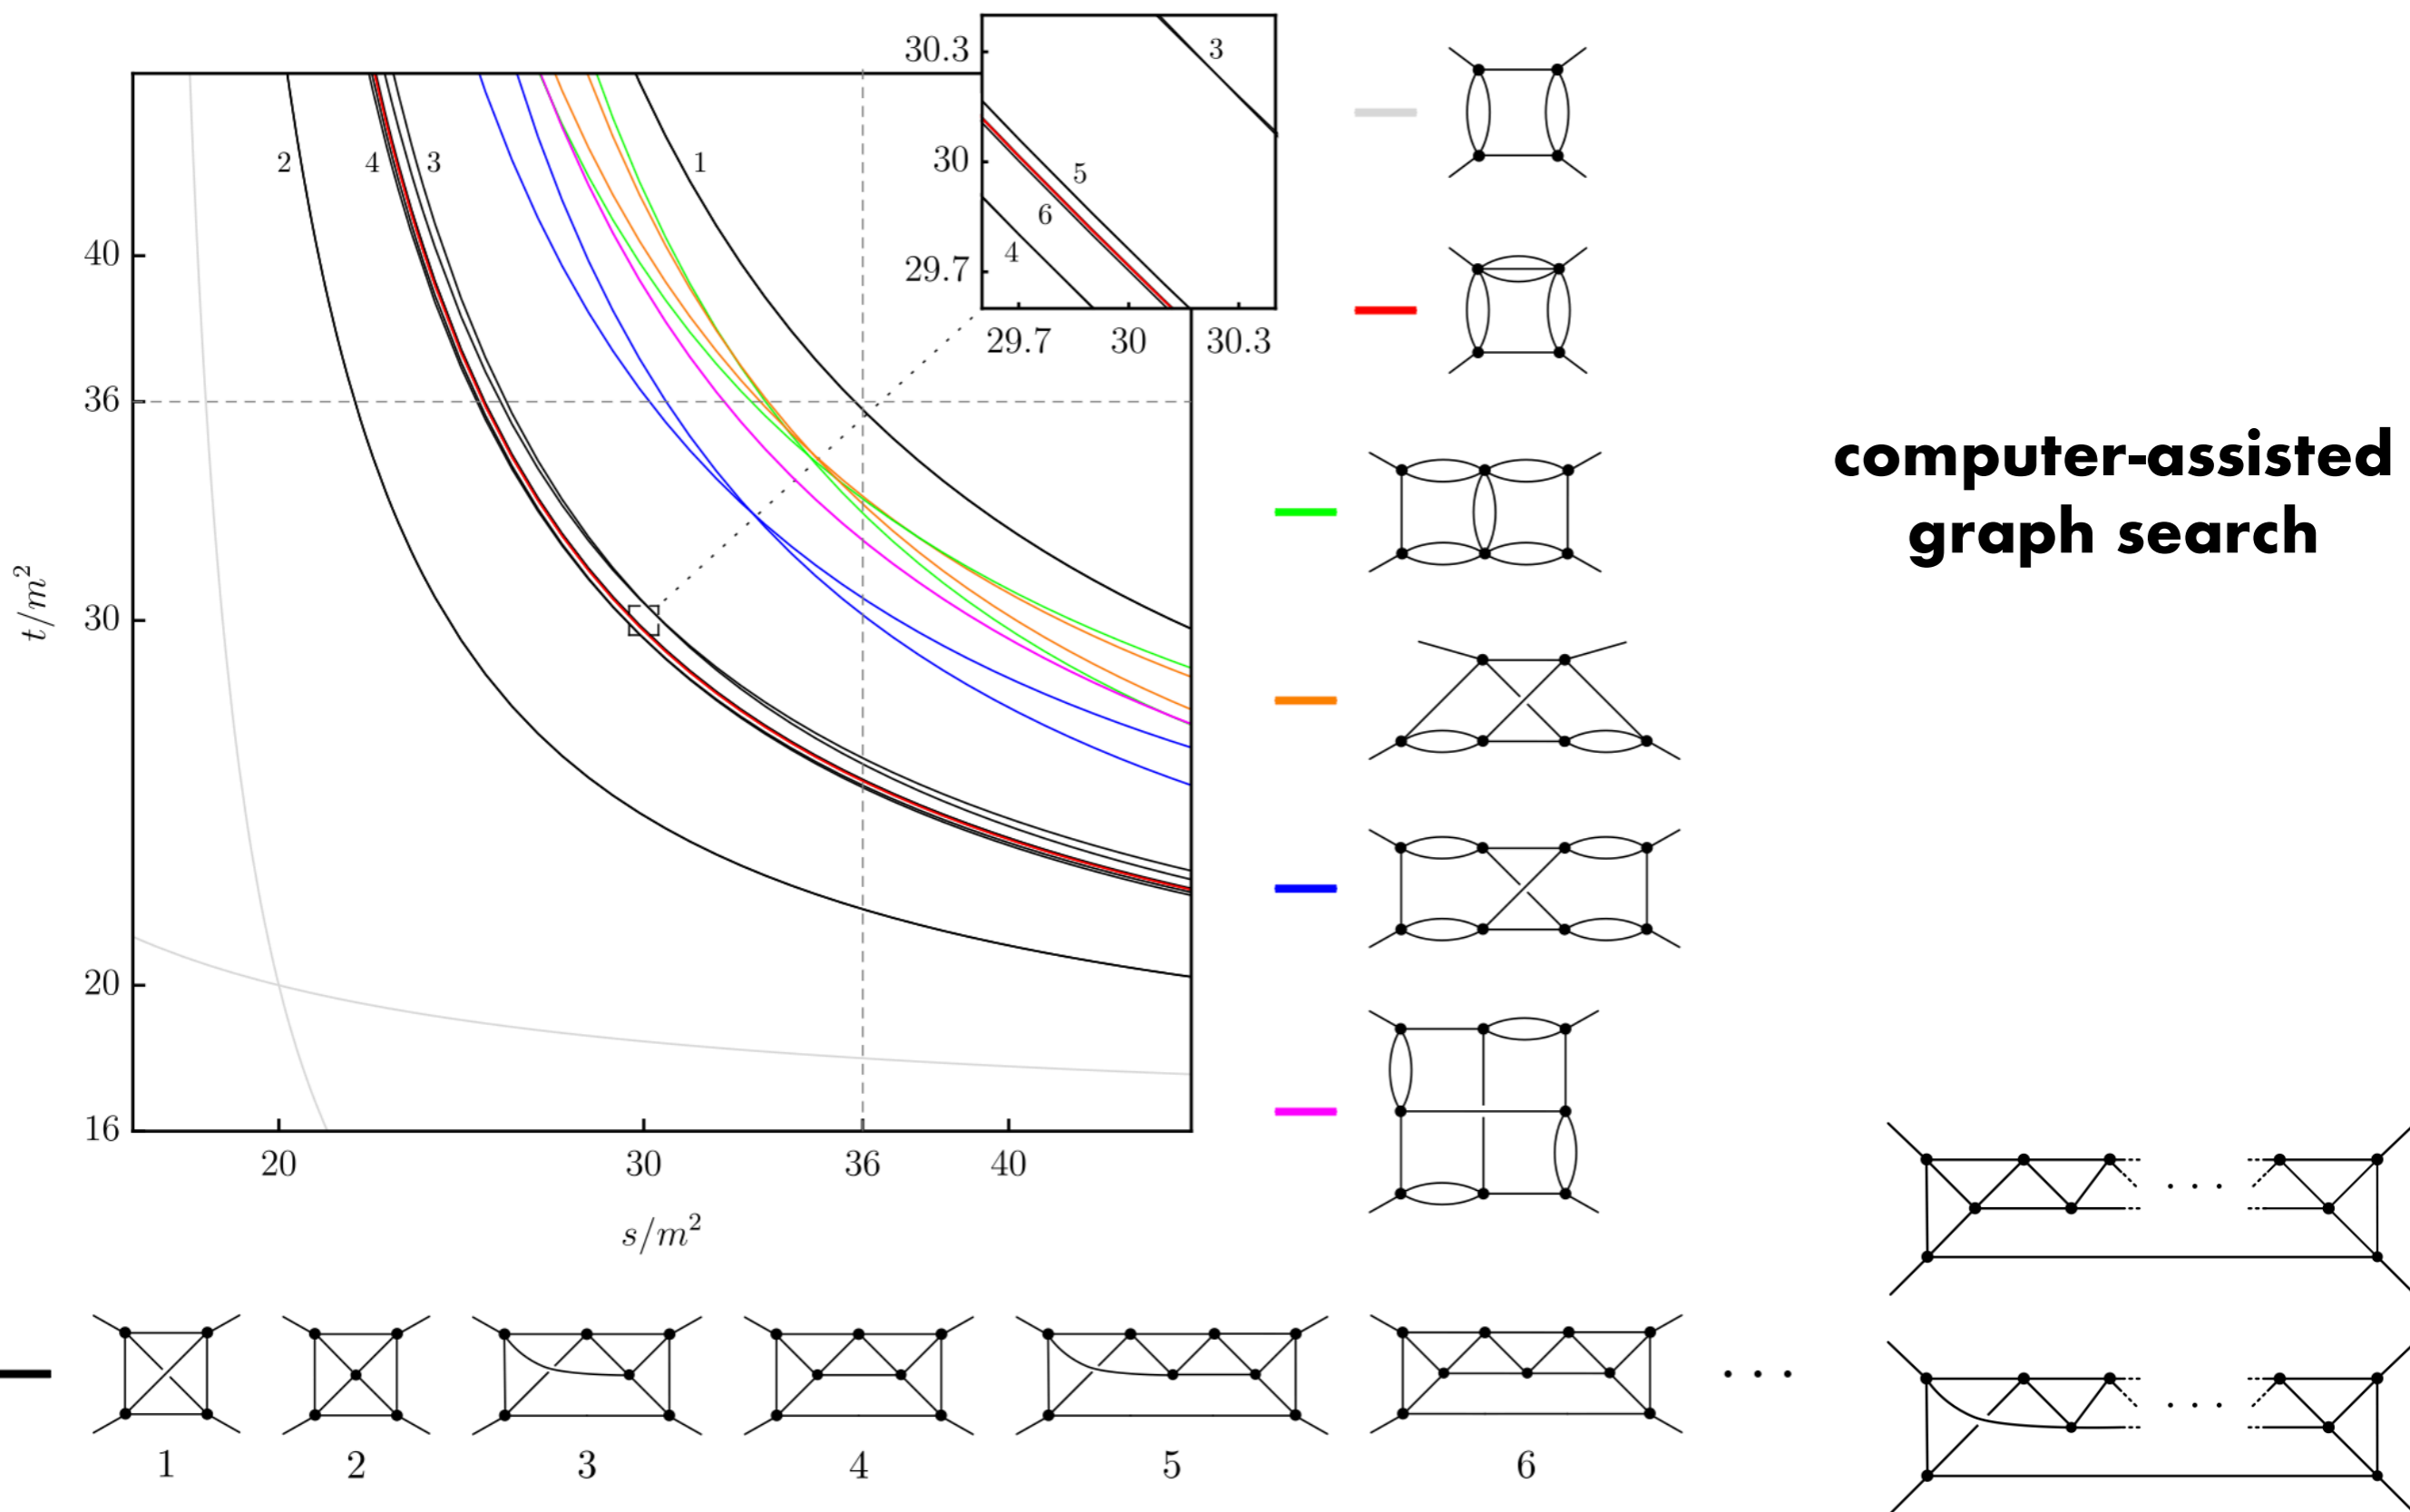 30.3
30
29.7
29.7 30 30.3
3
5
6
4
2 4 3 1
40
36
30
20
16
t/m²
20 30 36 40
s/m²
computer-assisted
graph search
1 2 3 4 5 6